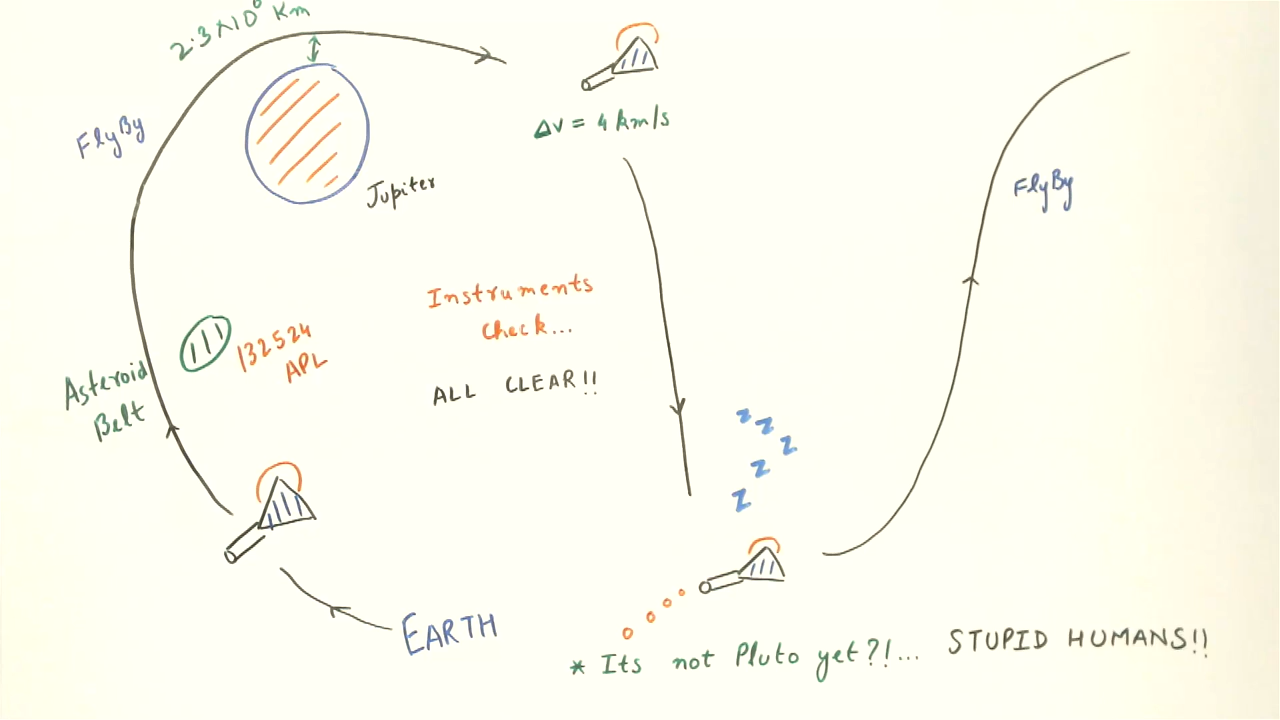 2.3×10⁶ Km
FlyBy
Jupiter
Δv = 4 km/s
FlyBy
Instruments
Check...
ALL CLEAR!!
132524
APL
Asteroid
Belt
z
z
z
z
z
EARTH
* Its not Pluto yet?!... STUPID HUMANS!!